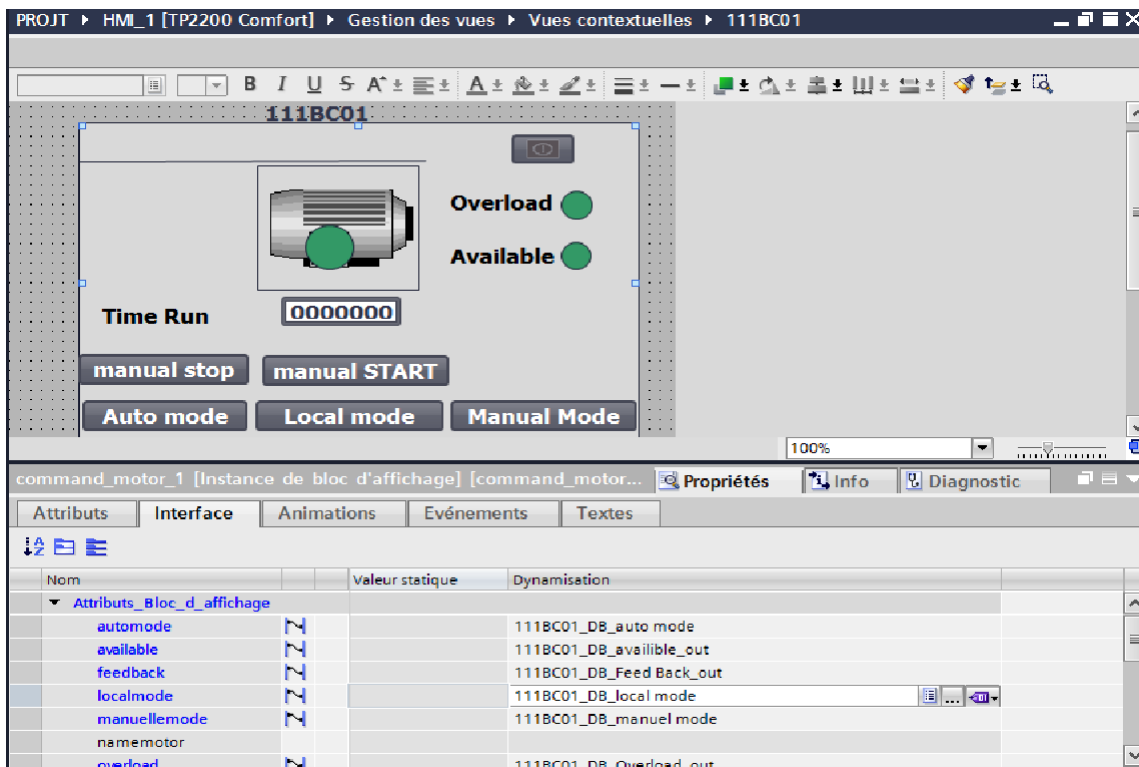 PROJT ▸ HMI_1 [TP2200 Comfort] ▸ Gestion des vues ▸ Vues contextuelles ▸ 111BC01
B I U S A A
111BC01
Overload
Available
Time Run
0000000
manual stop
manual START
Auto mode
Local mode
Manual Mode
100%
command_motor_1 [Instance de bloc d'affichage] [command_motor...
Propriétés
Info
Diagnostic
Attributs
Interface
Animations
Evénements
Textes
Nom
Valeur statique
Dynamisation
Attributs_Bloc_d_affichage
automode 111BC01_DB_auto mode
available 111BC01_DB_availible_out
feedback 111BC01_DB_Feed Back_out
localmode 111BC01_DB_local mode
manuellemode 111BC01_DB_manuel mode
namemotor
overload 111BC01_DB_Overload_out